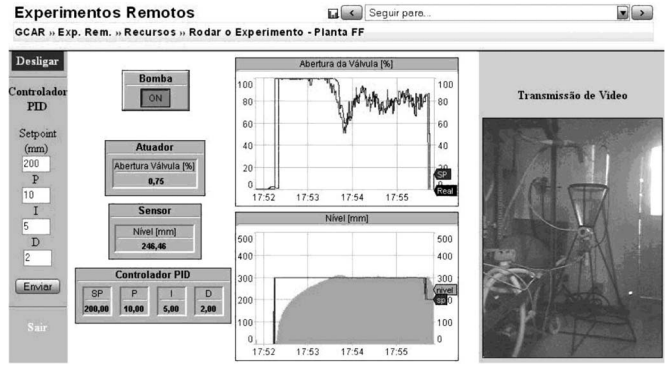 Experimentos Remotos
Seguir para...
GCAR » Exp. Rem. » Recursos » Rodar o Experimento - Planta FF
Desligar
Controlador
PID
Setpoint
(mm)
200
P
10
I
5
D
2
Enviar
Sair
Bomba
ON
Atuador
Abertura Válvula [%]
0,75
Sensor
Nível [mm]
246,46
Controlador PID
SP P I D
200,00 10,00 5,00 2,00
Abertura da Válvula [%]
100 100
80 80
60 60
40 40
20 20
SP
0 0
Real
17:52 17:53 17:54 17:55
Nível [mm]
500 500
400 400
300 300
nível
200 0
sp
100 100
0 0
17:52 17:53 17:54 17:55
Transmissão de Video